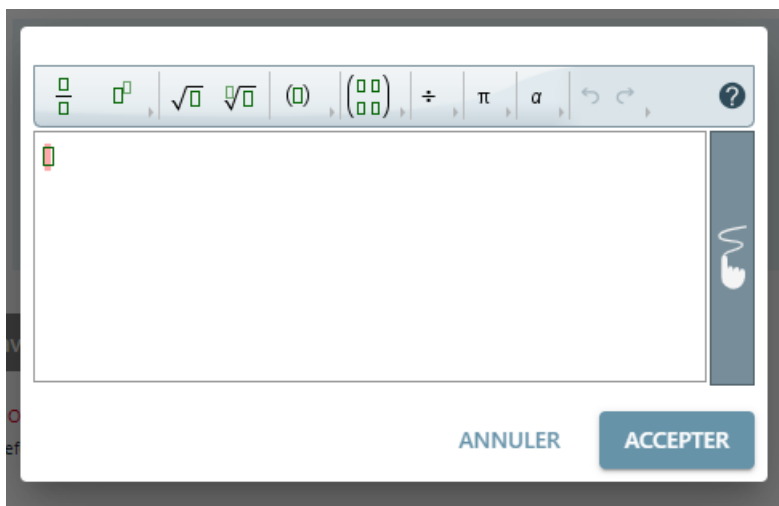 ÷ π α ?
ANNULER ACCEPTER